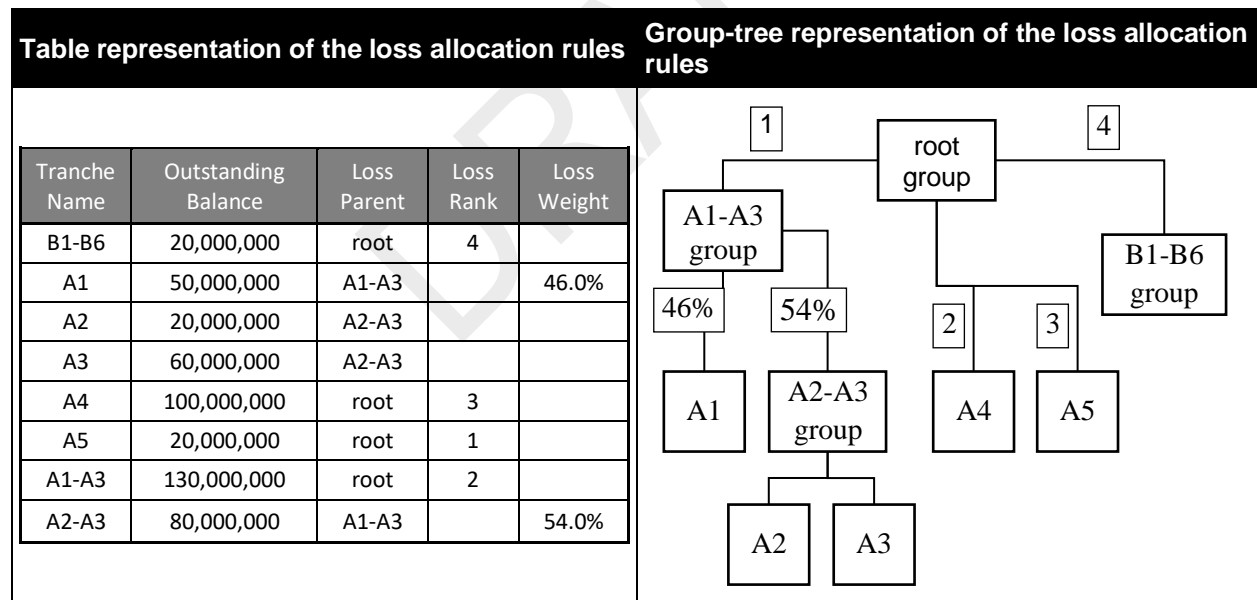 Table representation of the loss allocation rules
Group-tree representation of the loss allocation
rules
Tranche Name Outstanding Balance Loss Parent Loss Rank Loss Weight
B1-B6 20,000,000 root 4
A1 50,000,000 A1-A3 46.0%
A2 20,000,000 A2-A3
A3 60,000,000 A2-A3
A4 100,000,000 root 3
A5 20,000,000 root 1
A1-A3 130,000,000 root 2
A2-A3 80,000,000 A1-A3 54.0%
1
root
group
4
A1-A3
group
B1-B6
group
46%
54%
2
3
A1
A2-A3
group
A4
A5
A2
A3
DRA